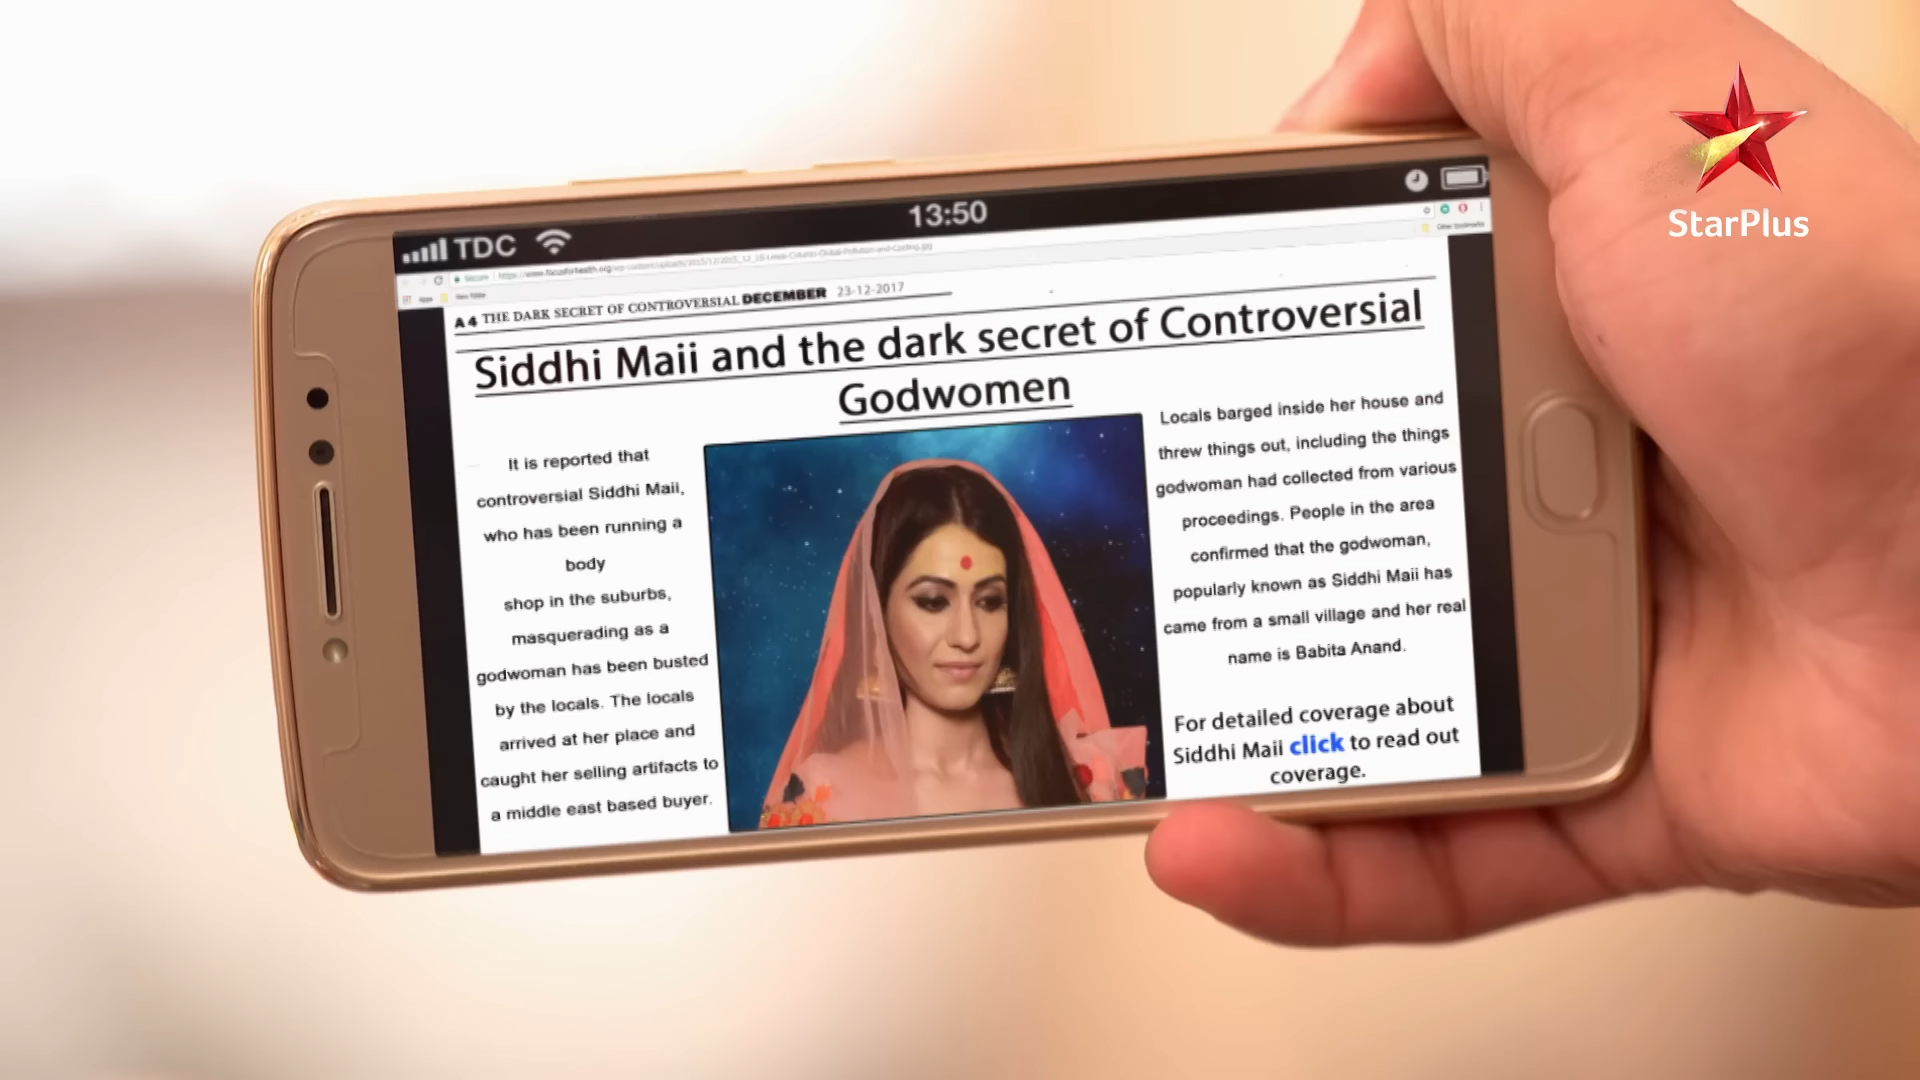 TDC
13:50
Secure
Apps
New folder
Other bookmarks
A 4 THE DARK SECRET OF CONTROVERSIAL DECEMBER 23-12-2017
Siddhi Maii and the dark secret of Controversial
Godwomen
It is reported that
controversial Siddhi Maii,
who has been running a
body
shop in the suburbs,
masquerading as a
godwoman has been busted
by the locals. The locals
arrived at her place and
caught her selling artifacts to
a middle east based buyer.
Locals barged inside her house and
threw things out, including the things
godwoman had collected from various
proceedings. People in the area
confirmed that the godwoman,
popularly known as Siddhi Maii has
came from a small village and her real
name is Babita Anand.
For detailed coverage about
Siddhi Maii click to read out
coverage.
StarPlus